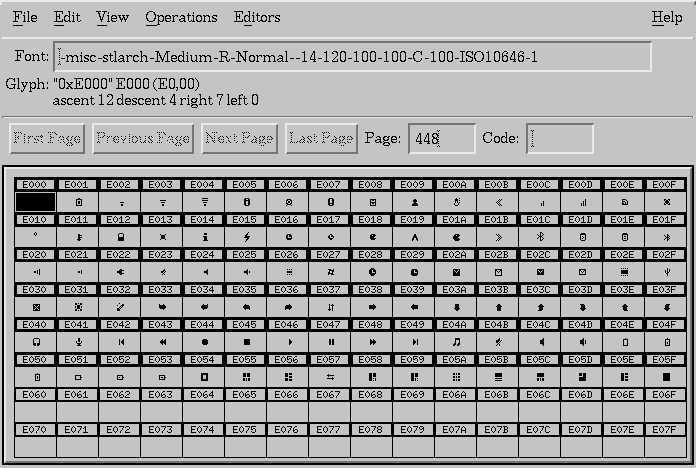 File Edit View Operations Editors Help
Font: -misc-stlarch-Medium-R-Normal--14-120-100-100-C-100-ISO10646-1
Glyph: "0xE000" E000 (E0,00)
ascent 12 descent 4 right 7 left 0
First Page Previous Page Next Page Last Page Page: 448 Code:
E000 E001 E002 E003 E004 E005 E006 E007 E008 E009 E00A E00B E00C E00D E00E E00F
E010 E011 E012 E013 E014 E015 E016 E017 E018 E019 E01A E01B E01C E01D E01E E01F
E020 E021 E022 E023 E024 E025 E026 E027 E028 E029 E02A E02B E02C E02D E02E E02F
E030 E031 E032 E033 E034 E035 E036 E037 E038 E039 E03A E03B E03C E03D E03E E03F
E040 E041 E042 E043 E044 E045 E046 E047 E048 E049 E04A E04B E04C E04D E04E E04F
E050 E051 E052 E053 E054 E055 E056 E057 E058 E059 E05A E05B E05C E05D E05E E05F
E060 E061 E062 E063 E064 E065 E066 E067 E068 E069 E06A E06B E06C E06D E06E E06F
E070 E071 E072 E073 E074 E075 E076 E077 E078 E079 E07A E07B E07C E07D E07E E07F